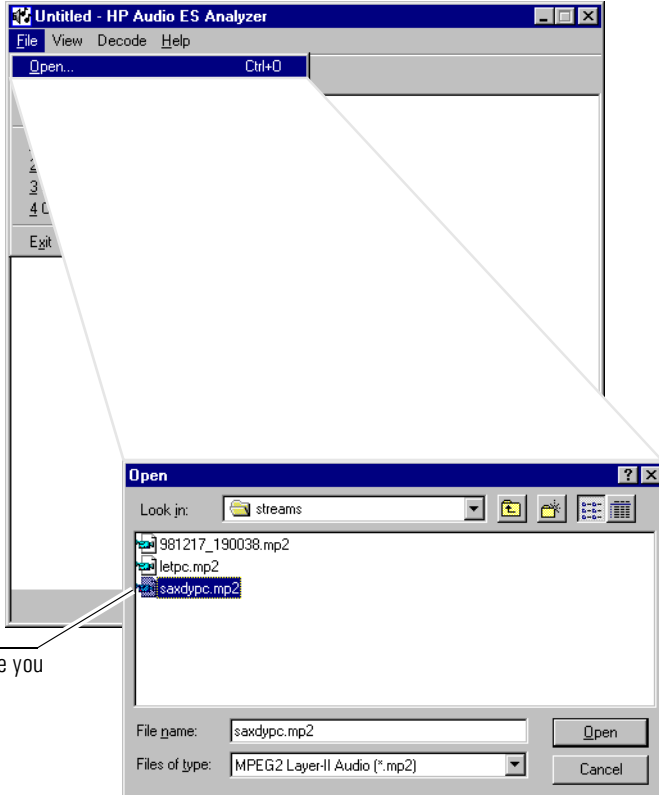 Untitled - HP Audio ES Analyzer
File View Decode Help
Open... Ctrl+O
2
3
4 C
Exit
Open
Look in: streams
981217_190038.mp2
letpc.mp2
saxdypc.mp2
e you
File name: saxdypc.mp2 Open
Files of type: MPEG2 Layer-II Audio (*.mp2) Cancel